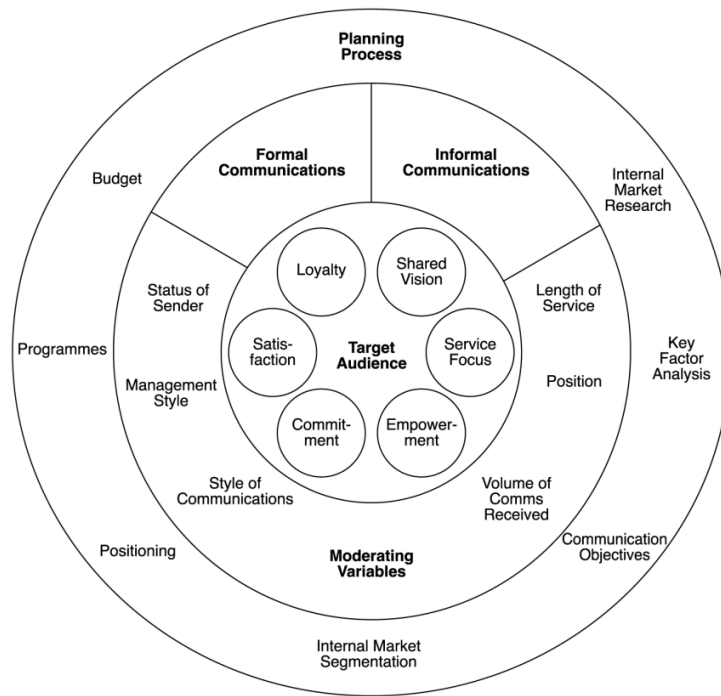 Planning
Process
Formal
Communications
Informal
Communications
Budget
Internal
Market
Research
Loyalty
Shared
Vision
Status of
Sender
Length of
Service
Satis-
faction
Target
Audience
Service
Focus
Programmes
Key
Factor
Analysis
Management
Style
Position
Commit-
ment
Empower-
ment
Style of
Communications
Volume of
Comms
Received
Positioning
Moderating
Variables
Communication
Objectives
Internal Market
Segmentation